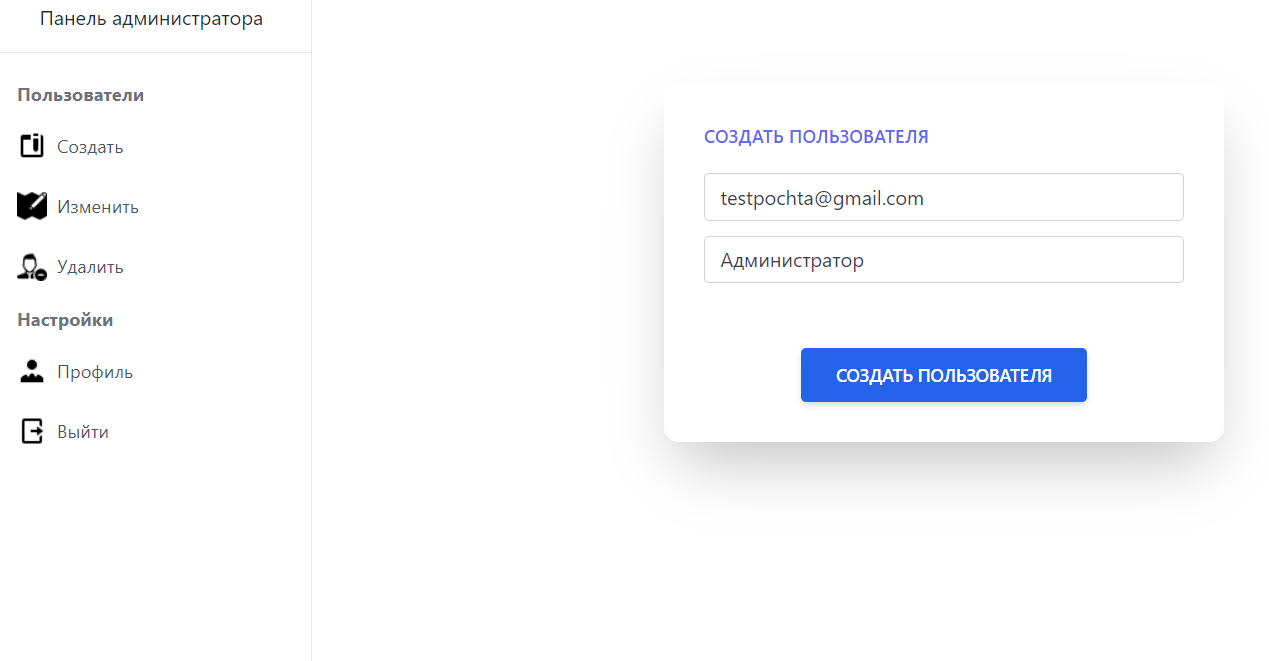 Панель администратора
Пользователи
Создать
Изменить
Удалить
Настройки
Профиль
Выйти
СОЗДАТЬ ПОЛЬЗОВАТЕЛЯ
testpochta@gmail.com
Администратор
СОЗДАТЬ ПОЛЬЗОВАТЕЛЯ